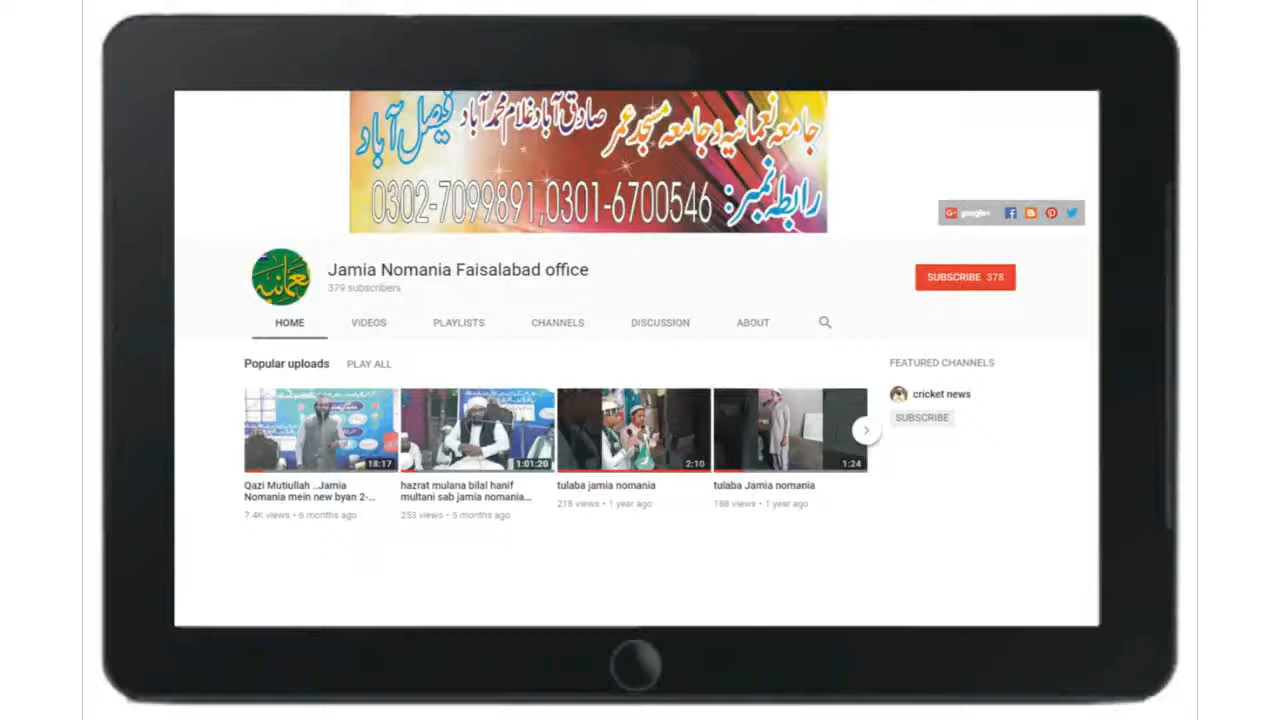 جامعہ نعمانیہ و جامعہ مسجد عمر صادق آباد غلام محمد آباد فیصل آباد
رابطہ نمبر: 0301-6700546,0302-7099891
google+
Jamia Nomania Faisalabad office
379 subscribers
SUBSCRIBE 378
HOME VIDEOS PLAYLISTS CHANNELS DISCUSSION ABOUT
Popular uploads PLAY ALL
FEATURED CHANNELS
cricket news
SUBSCRIBE
18:17
1:01:20
2:10
1:24
Qazi Mutiullah ..Jamia
Nomania mein new byan 2-...
7.4K views • 6 months ago
hazrat mulana bilal hanif
multani sab jamia nomania...
253 views • 5 months ago
tulaba jamia nomania
218 views • 1 year ago
tulaba Jamia nomania
188 views • 1 year ago